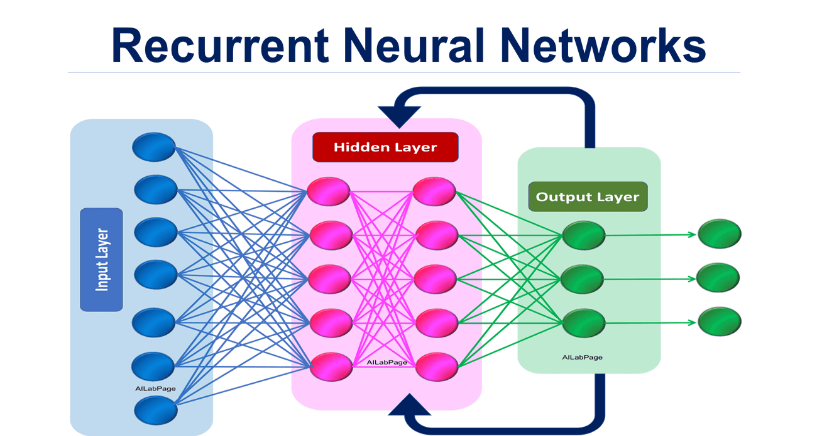 Recurrent Neural Networks
Input Layer
Hidden Layer
Output Layer
AILabPage
AILabPage
AILabPage